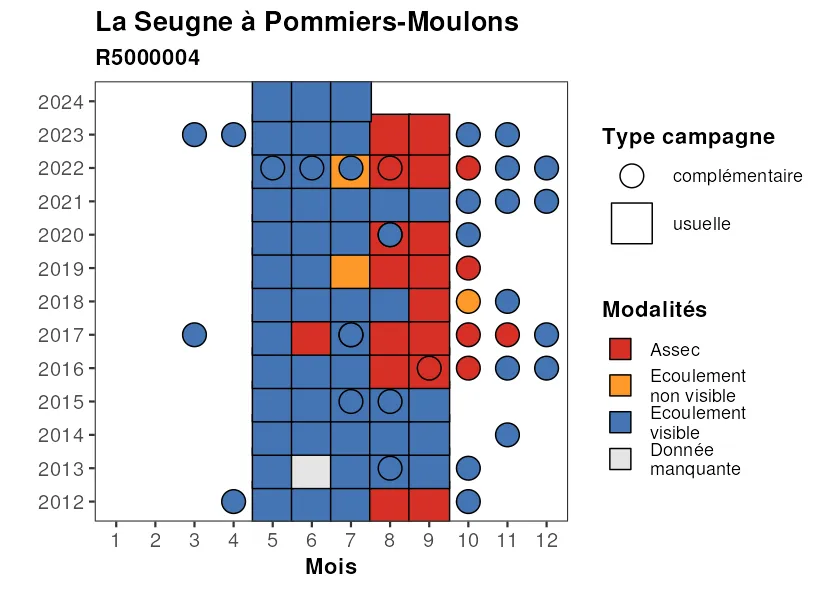 La Seugne à Pommiers-Moulons
R5000004
2024
2023
2022
2021
2020
2019
2018
2017
2016
2015
2014
2013
2012
1 2 3 4 5 6 7 8 9 10 11 12
Mois
Type campagne
complémentaire
usuelle
Modalités
Assec
Ecoulement
non visible
Ecoulement
visible
Donnée
manquante